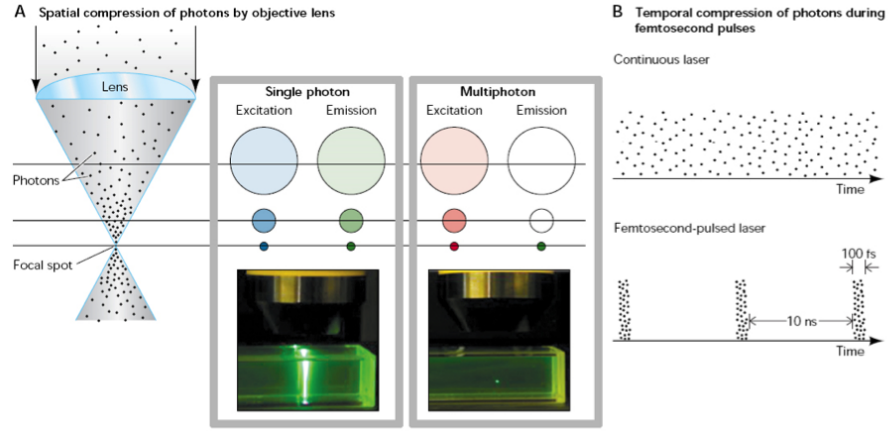 A Spatial compression of photons by objective lens
Lens
Photons
Focal spot
Single photon
Excitation Emission
Multiphoton
Excitation Emission
B Temporal compression of photons during
femtosecond pulses
Continuous laser
Time
Femtosecond-pulsed laser
100 fs
10 ns
Time